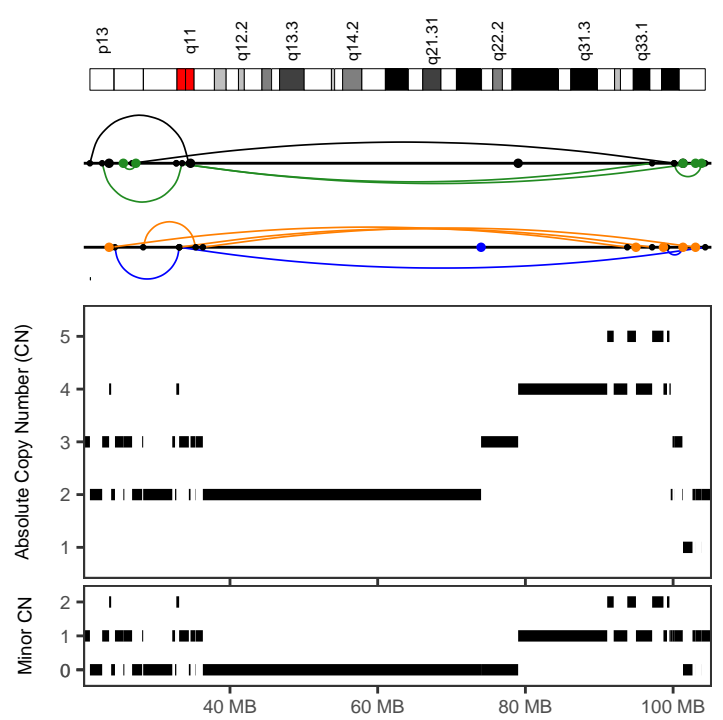 p13 q11 q12.2 q13.3 q14.2 q21.31 q22.2 q31.3 q33.1
Absolute Copy Number (CN)
5
4
3
2
1
Minor CN
2
1
0
40 MB 60 MB 80 MB 100 MB